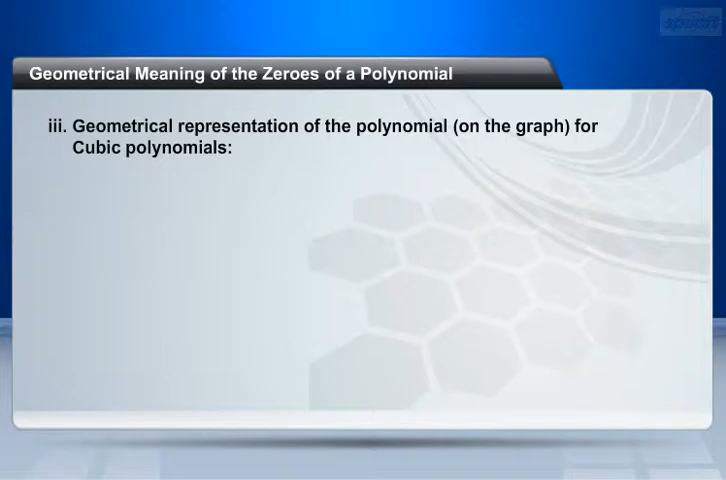 Geometrical Meaning of the Zeroes of a Polynomial
iii. Geometrical representation of the polynomial (on the graph) for
Cubic polynomials: